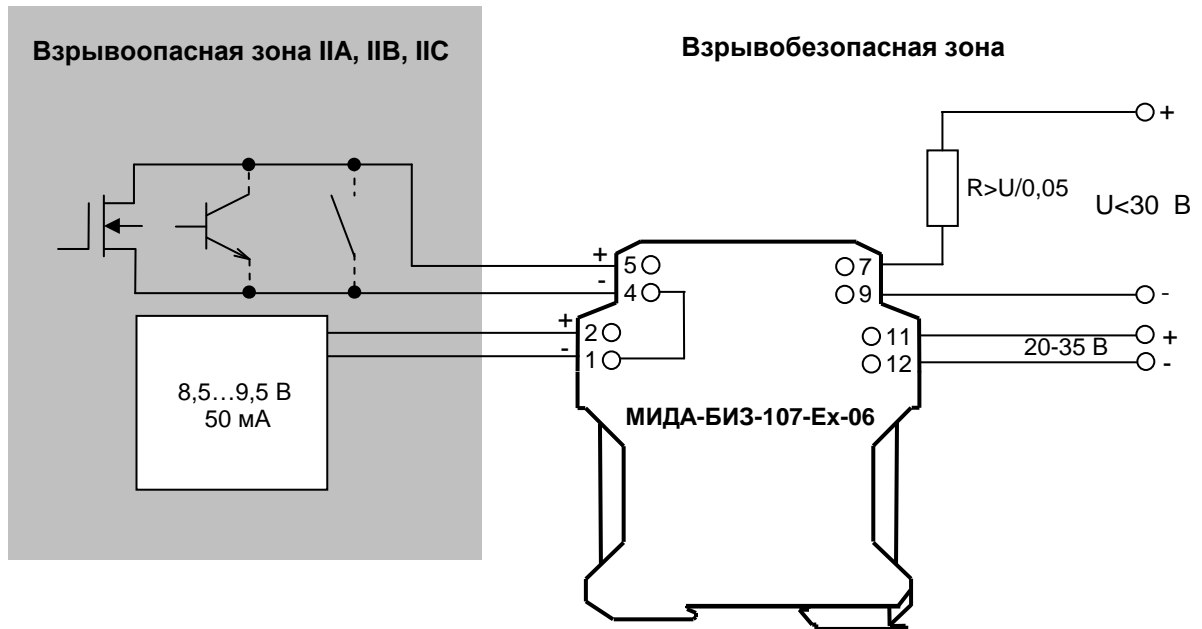 Взрывоопасная зона IIA, IIB, IIC
Взрывобезопасная зона
+
R>U/0,05
U<30 В
+ 5 7
- 4 9 -
+ 2 11 +
20-35 В
- 1 12 -
8,5...9,5 В
50 мА
МИДА-БИЗ-107-Ех-06